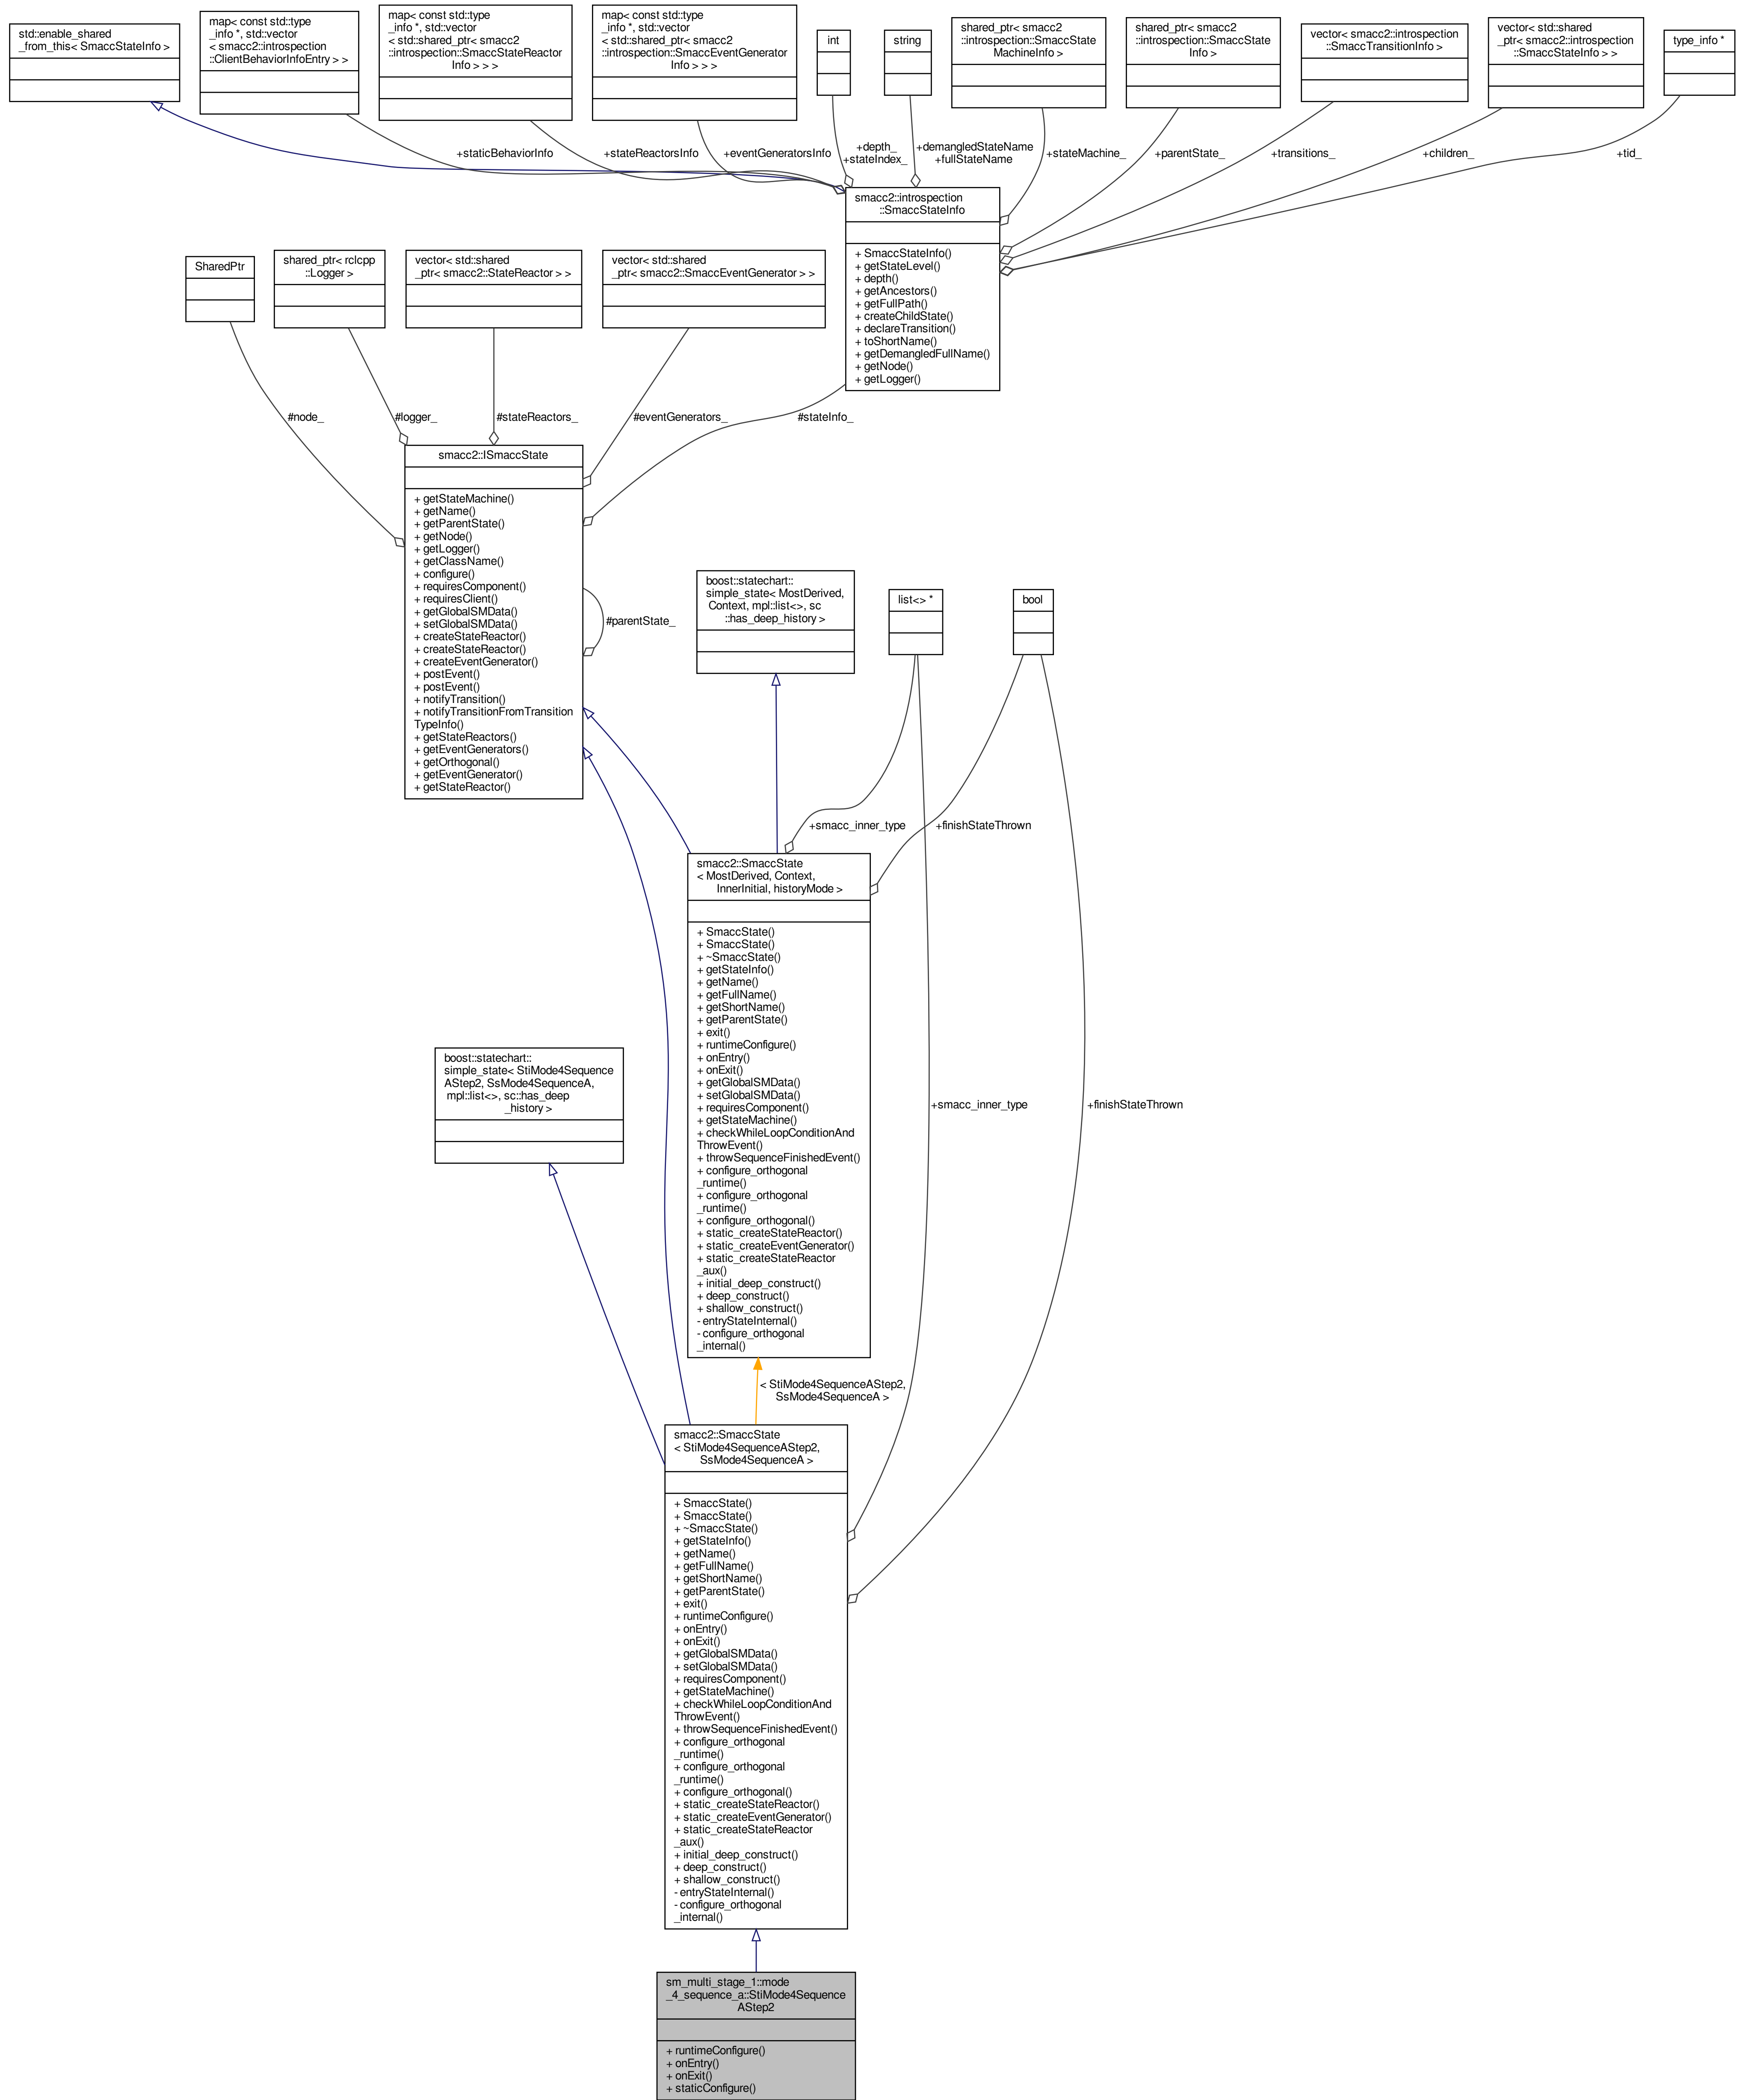 std::enable_shared
_from_this< SmaccStateInfo >
map< const std::type
_info *, std::vector
< smacc2::introspection
::ClientBehaviorInfoEntry > >
map< const std::type
_info *, std::vector
< std::shared_ptr< smacc2
::introspection::SmaccStateReactor
Info > > >
map< const std::type
_info *, std::vector
< std::shared_ptr< smacc2
::introspection::SmaccEventGenerator
Info > > >
int
string
shared_ptr< smacc2
::introspection::SmaccState
MachineInfo >
shared_ptr< smacc2
::introspection::SmaccState
Info >
vector< smacc2::introspection
::SmaccTransitionInfo >
vector< std::shared
_ptr< smacc2::introspection
::SmaccStateInfo > >
type_info *
+staticBehaviorInfo
+stateReactorsInfo
+eventGeneratorsInfo
+depth_
+stateIndex_
+demangledStateName
+fullStateName
+stateMachine_
+parentState_
+transitions_
+children_
+tid_
smacc2::introspection
::SmaccStateInfo
+ SmaccStateInfo()
+ getStateLevel()
+ depth()
+ getAncestors()
+ getFullPath()
+ createChildState()
+ declareTransition()
+ toShortName()
+ getDemangledFullName()
+ getNode()
+ getLogger()
SharedPtr
shared_ptr< rclcpp
::Logger >
vector< std::shared
_ptr< smacc2::StateReactor > >
vector< std::shared
_ptr< smacc2::SmaccEventGenerator > >
#node_
#logger_
#stateReactors_
#eventGenerators_
#stateInfo_
smacc2::ISmaccState
+ getStateMachine()
+ getName()
+ getParentState()
+ getNode()
+ getLogger()
+ getClassName()
+ configure()
+ requiresComponent()
+ requiresClient()
+ getGlobalSMData()
+ setGlobalSMData()
+ createStateReactor()
+ createStateReactor()
+ createEventGenerator()
+ postEvent()
+ postEvent()
+ notifyTransition()
+ notifyTransitionFromTransition
TypeInfo()
+ getStateReactors()
+ getEventGenerators()
+ getOrthogonal()
+ getEventGenerator()
+ getStateReactor()
#parentState_
boost::statechart::
simple_state< MostDerived,
Context, mpl::list<>, sc
::has_deep_history >
list<> *
bool
+smacc_inner_type
+finishStateThrown
smacc2::SmaccState
< MostDerived, Context,
InnerInitial, historyMode >
+ SmaccState()
+ SmaccState()
+ ~SmaccState()
+ getStateInfo()
+ getName()
+ getFullName()
+ getShortName()
+ getParentState()
+ exit()
+ runtimeConfigure()
+ onEntry()
+ onExit()
+ getGlobalSMData()
+ setGlobalSMData()
+ requiresComponent()
+ getStateMachine()
+ checkWhileLoopConditionAnd
ThrowEvent()
+ throwSequenceFinishedEvent()
+ configure_orthogonal
_runtime()
+ configure_orthogonal
_runtime()
+ configure_orthogonal()
+ static_createStateReactor()
+ static_createEventGenerator()
+ static_createStateReactor
_aux()
+ initial_deep_construct()
+ deep_construct()
+ shallow_construct()
- entryStateInternal()
- configure_orthogonal
_internal()
boost::statechart::
simple_state< StiMode4Sequence
AStep2, SsMode4SequenceA,
mpl::list<>, sc::has_deep
_history >
+smacc_inner_type
+finishStateThrown
< StiMode4SequenceAStep2,
SsMode4SequenceA >
smacc2::SmaccState
< StiMode4SequenceAStep2,
SsMode4SequenceA >
+ SmaccState()
+ SmaccState()
+ ~SmaccState()
+ getStateInfo()
+ getName()
+ getFullName()
+ getShortName()
+ getParentState()
+ exit()
+ runtimeConfigure()
+ onEntry()
+ onExit()
+ getGlobalSMData()
+ setGlobalSMData()
+ requiresComponent()
+ getStateMachine()
+ checkWhileLoopConditionAnd
ThrowEvent()
+ throwSequenceFinishedEvent()
+ configure_orthogonal
_runtime()
+ configure_orthogonal
_runtime()
+ configure_orthogonal()
+ static_createStateReactor()
+ static_createEventGenerator()
+ static_createStateReactor
_aux()
+ initial_deep_construct()
+ deep_construct()
+ shallow_construct()
- entryStateInternal()
- configure_orthogonal
_internal()
sm_multi_stage_1::mode
_4_sequence_a::StiMode4Sequence
AStep2
+ runtimeConfigure()
+ onEntry()
+ onExit()
+ staticConfigure()